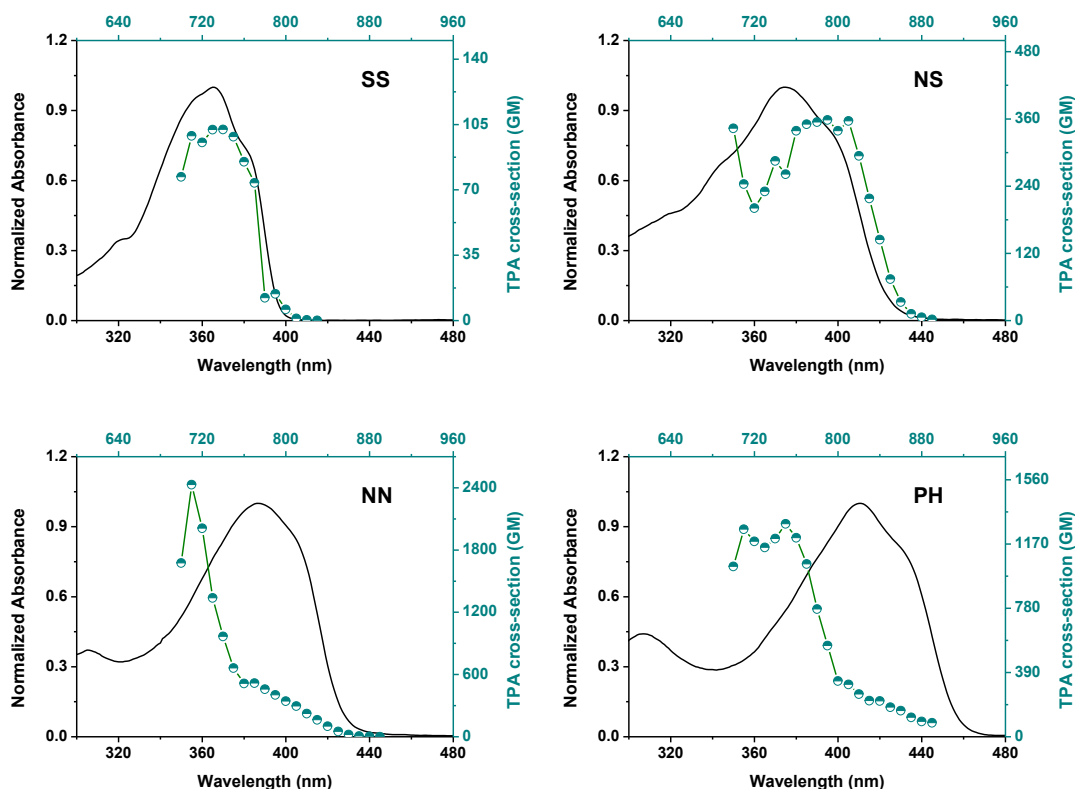 640 720 800 880 960
1.2
0.9
0.6
0.3
0.0
Normalized Absorbance
SS
140
105
70
35
0
TPA cross-section (GM)
320 360 400 440 480
Wavelength (nm)
640 720 800 880 960
1.2
0.9
0.6
0.3
0.0
Normalized Absorbance
NS
480
360
240
120
0
TPA cross-section (GM)
320 360 400 440 480
Wavelength (nm)
640 720 800 880 960
1.2
0.9
0.6
0.3
0.0
Normalized Absorbance
NN
2400
1800
1200
600
0
TPA cross-section (GM)
320 360 400 440 480
Wavelength (nm)
640 720 800 880 960
1.2
0.9
0.6
0.3
0.0
Normalized Absorbance
PH
1560
1170
780
390
0
TPA cross-section (GM)
320 360 400 440 480
Wavelength (nm)